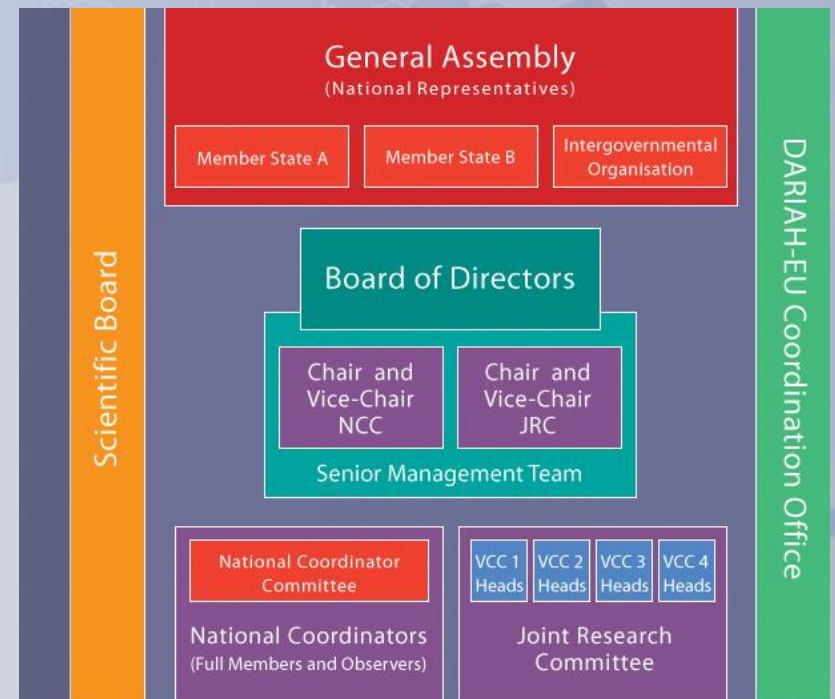 General Assembly
(National Representatives)
Member State A
Member State B
Intergovernmental
Organisation
Scientific Board
DARIAH-EU Coordination Office
Board of Directors
Chair and
Vice-Chair
NCC
Chair and
Vice-Chair
JRC
Senior Management Team
National Coordinator
Committee
National Coordinators
(Full Members and Observers)
VCC 1
Heads
VCC 2
Heads
VCC 3
Heads
VCC 4
Heads
Joint Research
Committee